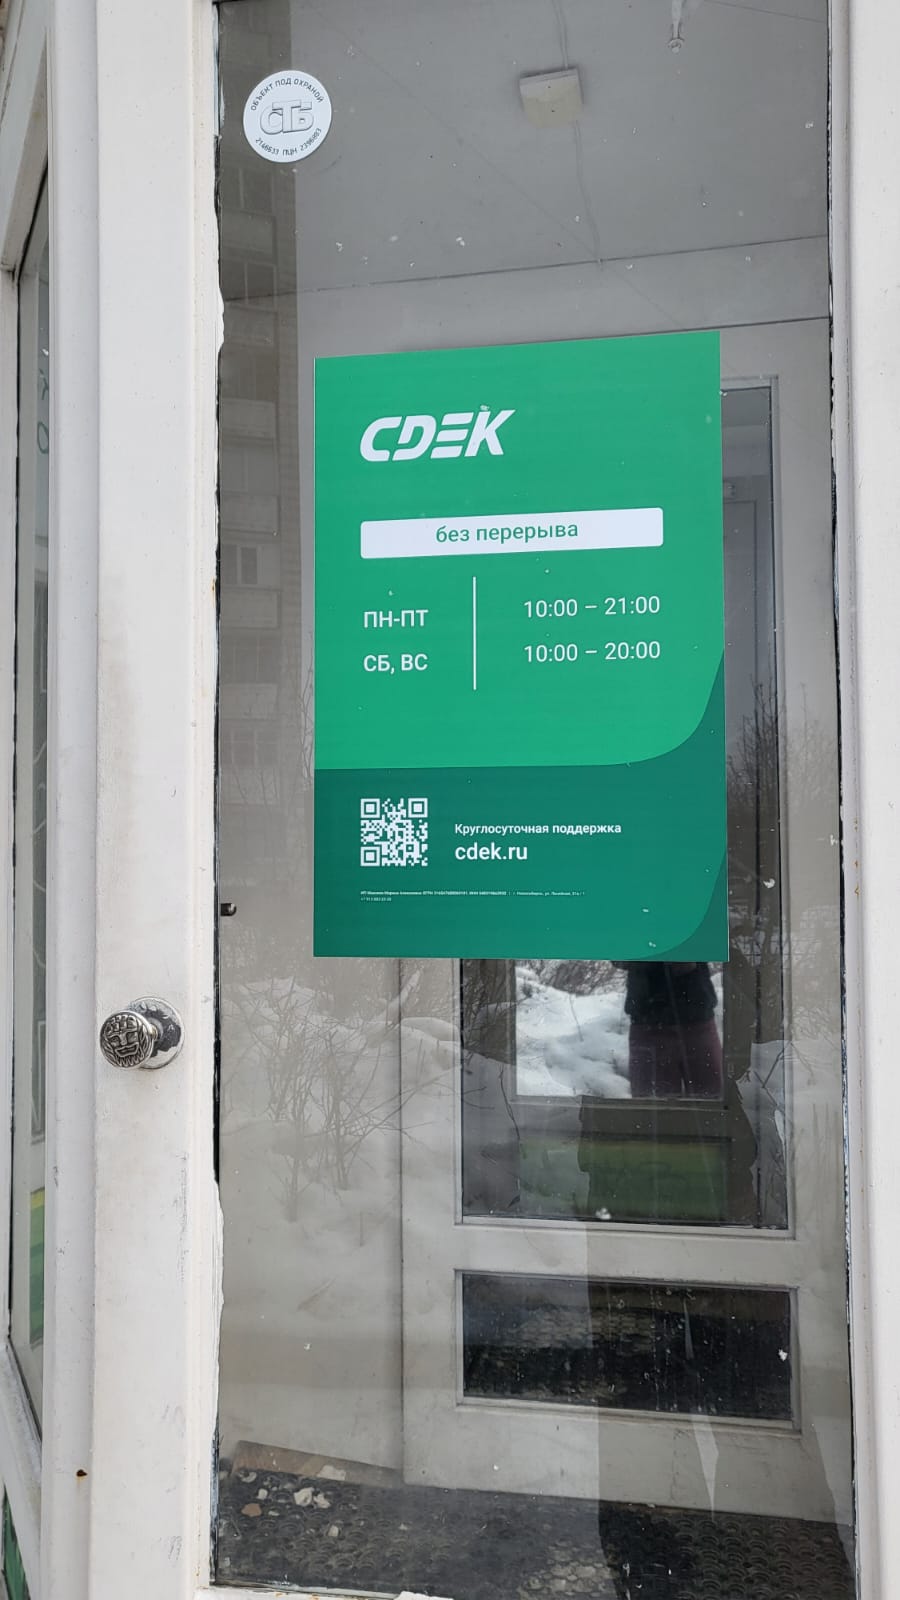 ОБЪЕКТ ПОД ОХРАНОЙ
СТБ
ПЦН
CDEK
без перерыва
ПН-ПТ
10:00 – 21:00
СБ, ВС
10:00 – 20:00
Круглосуточная поддержка
cdek.ru